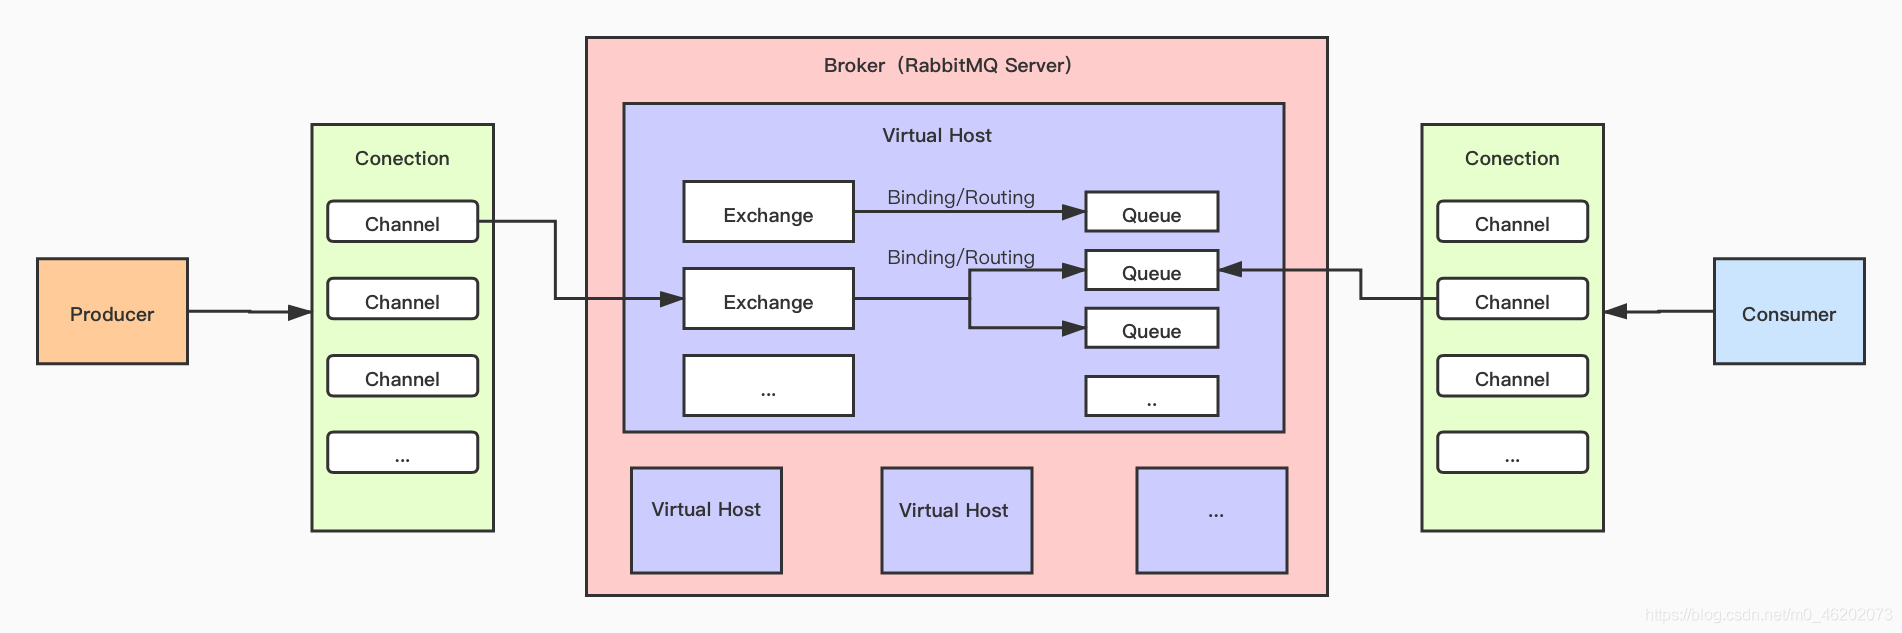 Broker（RabbitMQ Server）
Virtual Host
Conection
Channel
Channel
Channel
...
Producer
Exchange
Exchange
...
Binding/Routing
Binding/Routing
Queue
Queue
Queue
..
Virtual Host
Virtual Host
...
Conection
Channel
Channel
Channel
...
Consumer
https://blog.csdn.net/m0_46202073